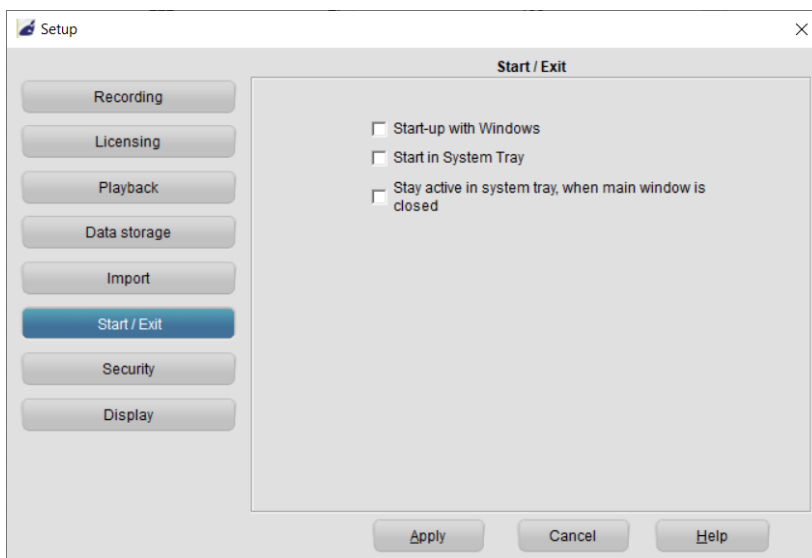 Setup
Start / Exit
Recording
Licensing
Playback
Data storage
Import
Start / Exit
Security
Display
Start-up with Windows
Start in System Tray
Stay active in system tray, when main window is
closed
Apply
Cancel
Help